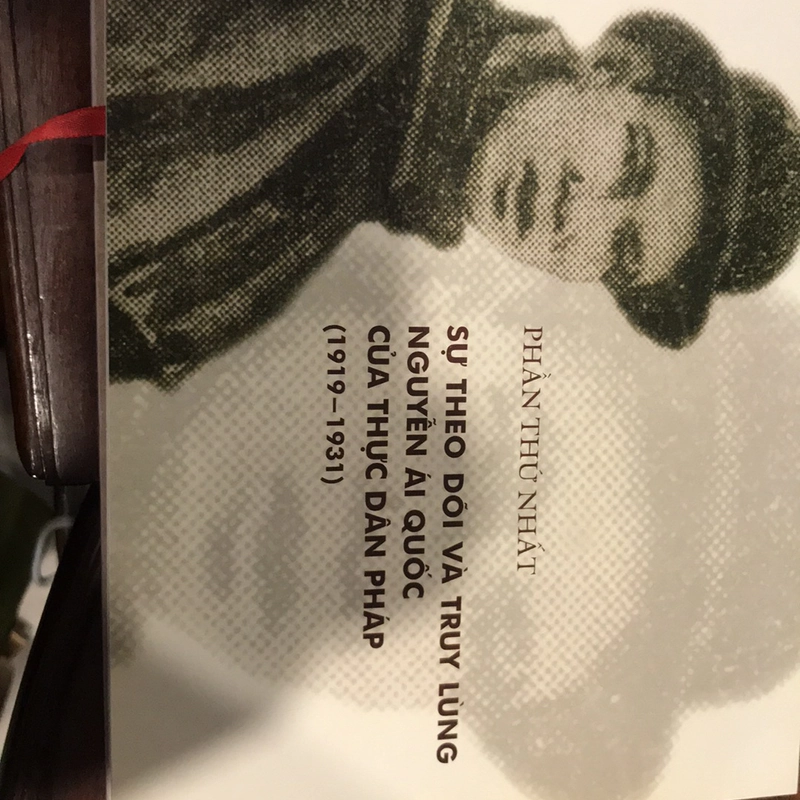 PHẦN THỨ NHẤT
SỰ THEO DÕI VÀ TRUY LÙNG
NGUYỄN ÁI QUỐC
CỦA THỰC DÂN PHÁP
(1919–1931)